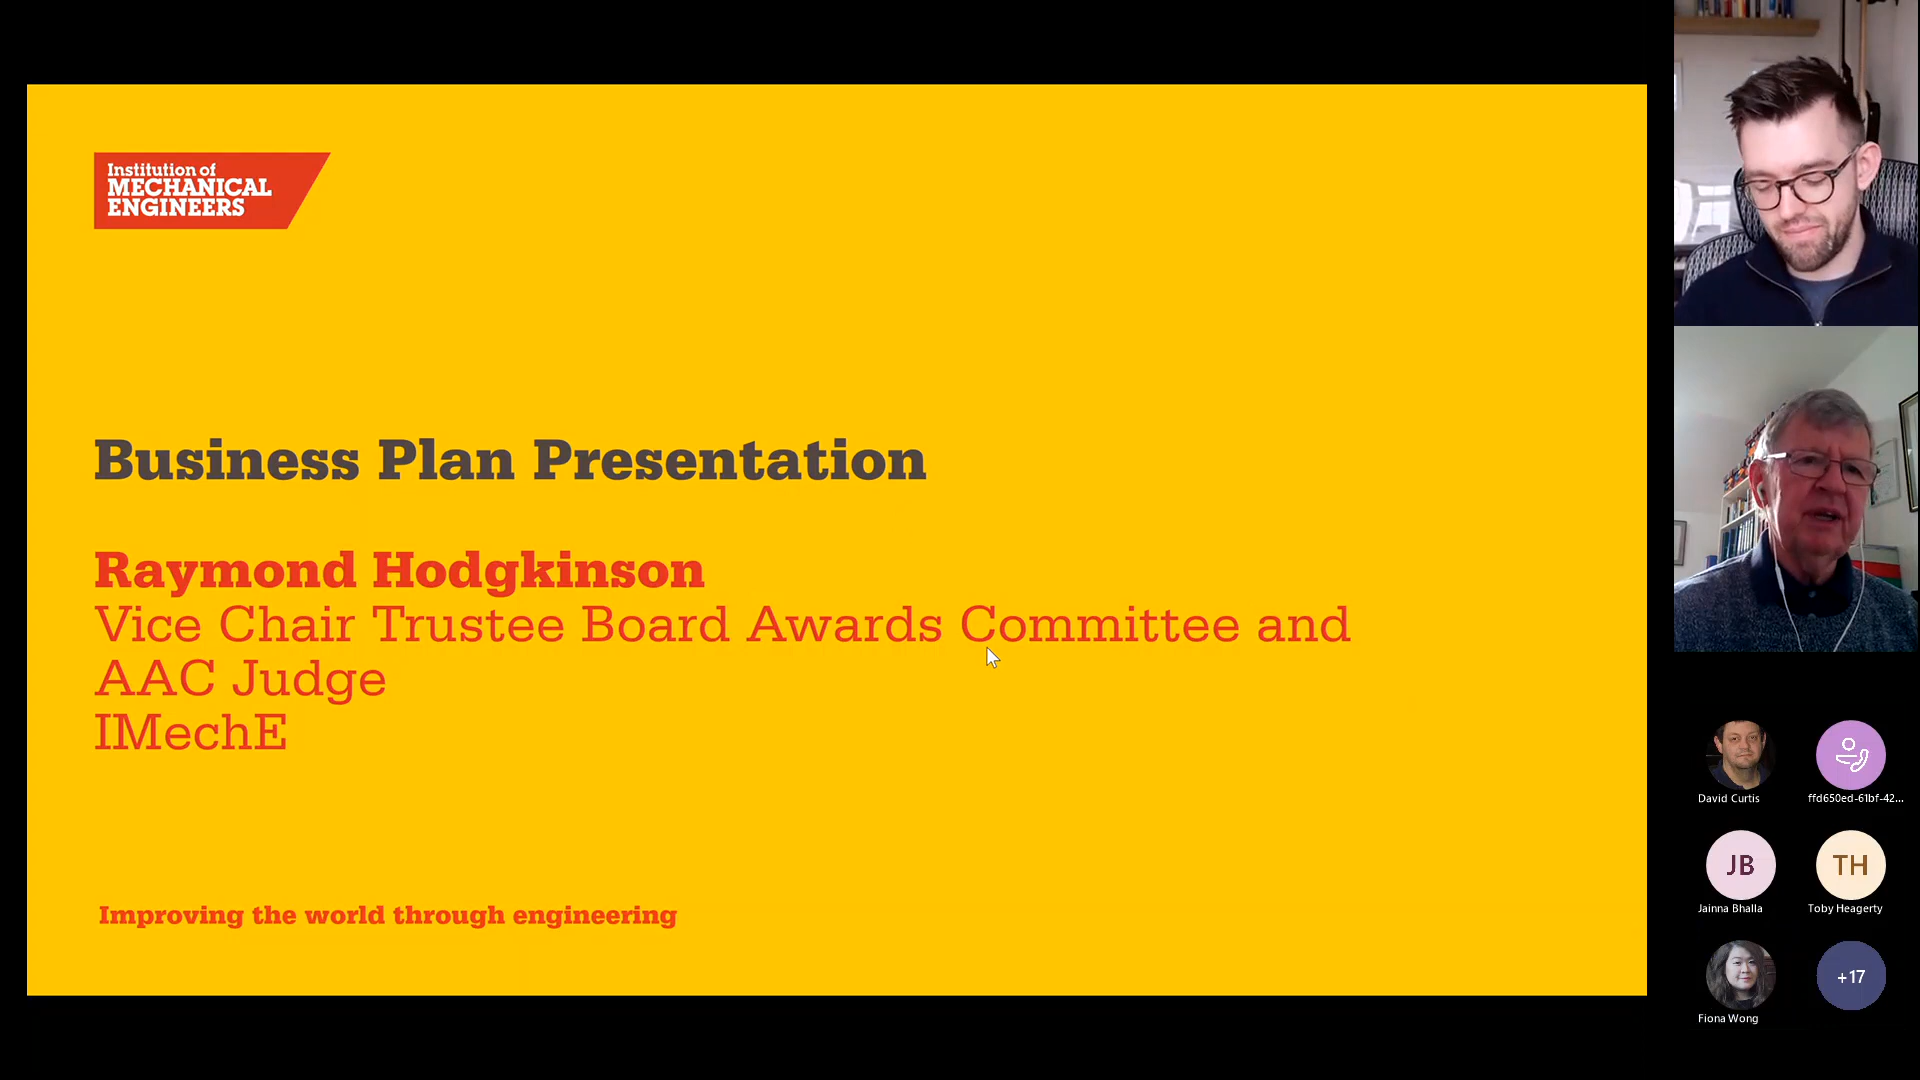 Institution of
MECHANICAL
ENGINEERS
Business Plan Presentation
Raymond Hodgkinson
Vice Chair Trustee Board Awards Committee and
AAC Judge
IMechE
Improving the world through engineering
David Curtis
ffd650ed-61bf-42...
JB
TH
Jainna Bhalla
Toby Heagerty
+17
Fiona Wong